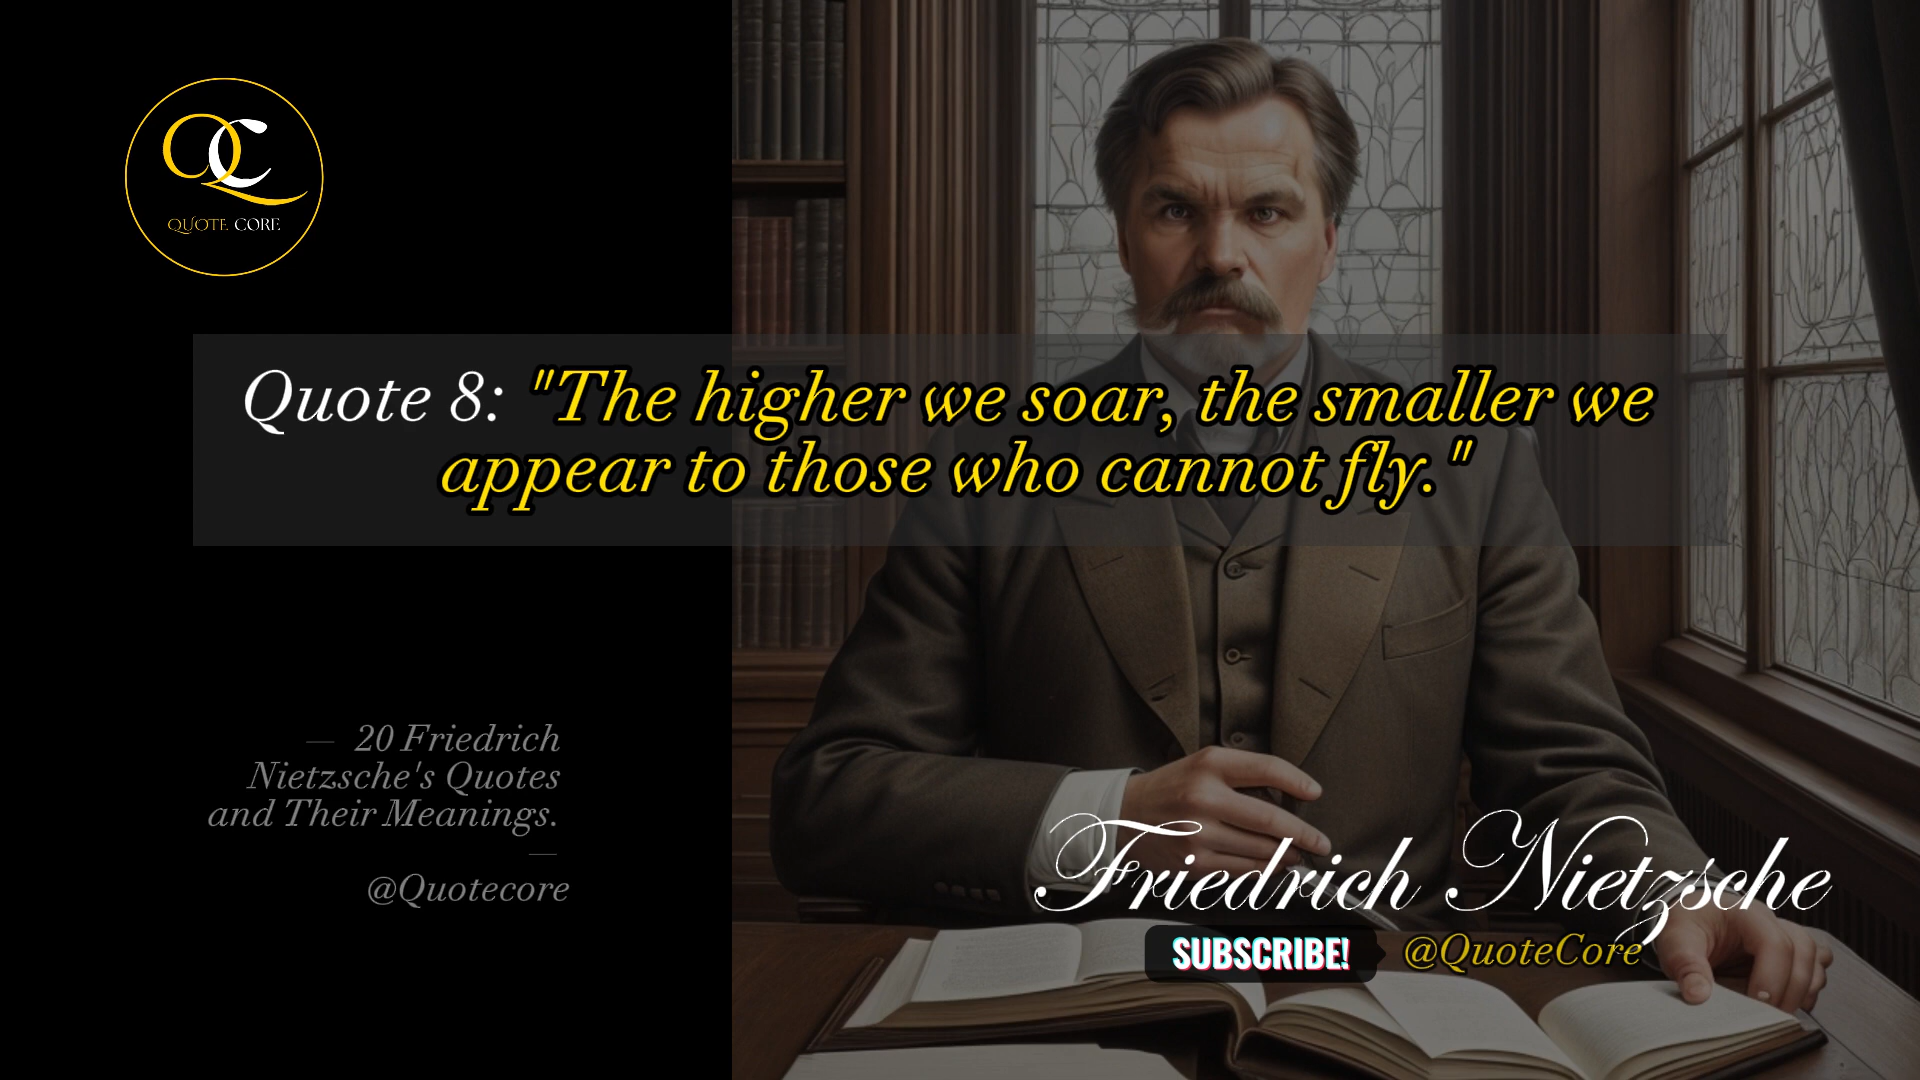 QC
QUOTE CORE
Quote 8: "The higher we soar, the smaller we
appear to those who cannot fly."
— 20 Friedrich
Nietzsche's Quotes
and Their Meanings.
—
@Quotecore
Friedrich Nietzsche
SUBSCRIBE!
@QuoteCore